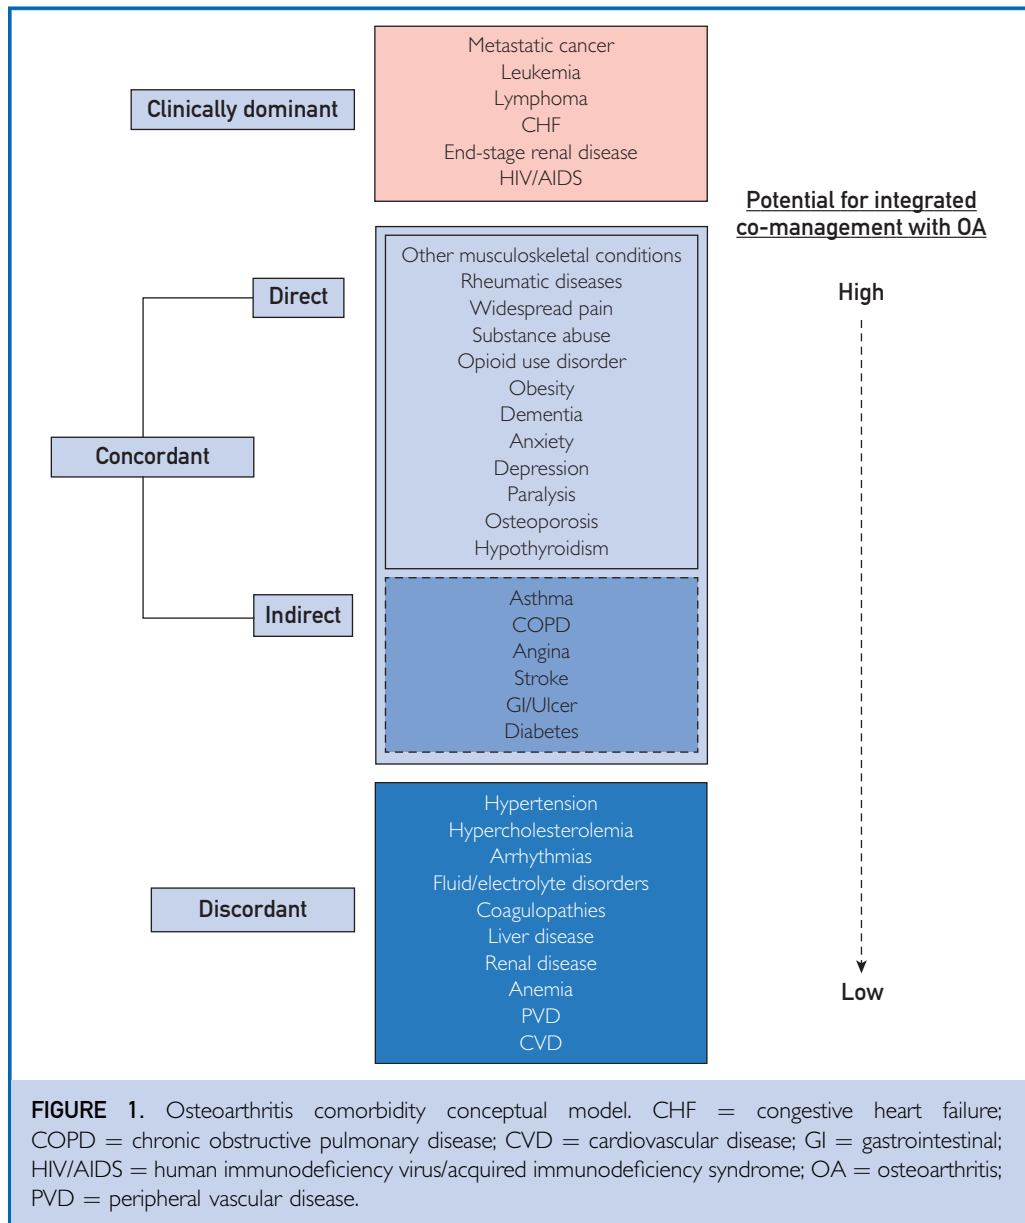 Clinically dominant
Metastatic cancer
Leukemia
Lymphoma
CHF
End-stage renal disease
HIV/AIDS
Potential for integrated
co-management with OA
High
Low
Concordant
Direct
Other musculoskeletal conditions
Rheumatic diseases
Widespread pain
Substance abuse
Opioid use disorder
Obesity
Dementia
Anxiety
Depression
Paralysis
Osteoporosis
Hypothyroidism
Indirect
Asthma
COPD
Angina
Stroke
GI/Ulcer
Diabetes
Discordant
Hypertension
Hypercholesterolemia
Arrhythmias
Fluid/electrolyte disorders
Coagulopathies
Liver disease
Renal disease
Anemia
PVD
CVD
FIGURE 1. Osteoarthritis comorbidity conceptual model. CHF = congestive heart failure;
COPD = chronic obstructive pulmonary disease; CVD = cardiovascular disease; GI = gastrointestinal;
HIV/AIDS = human immunodeficiency virus/acquired immunodeficiency syndrome; OA = osteoarthritis;
PVD = peripheral vascular disease.